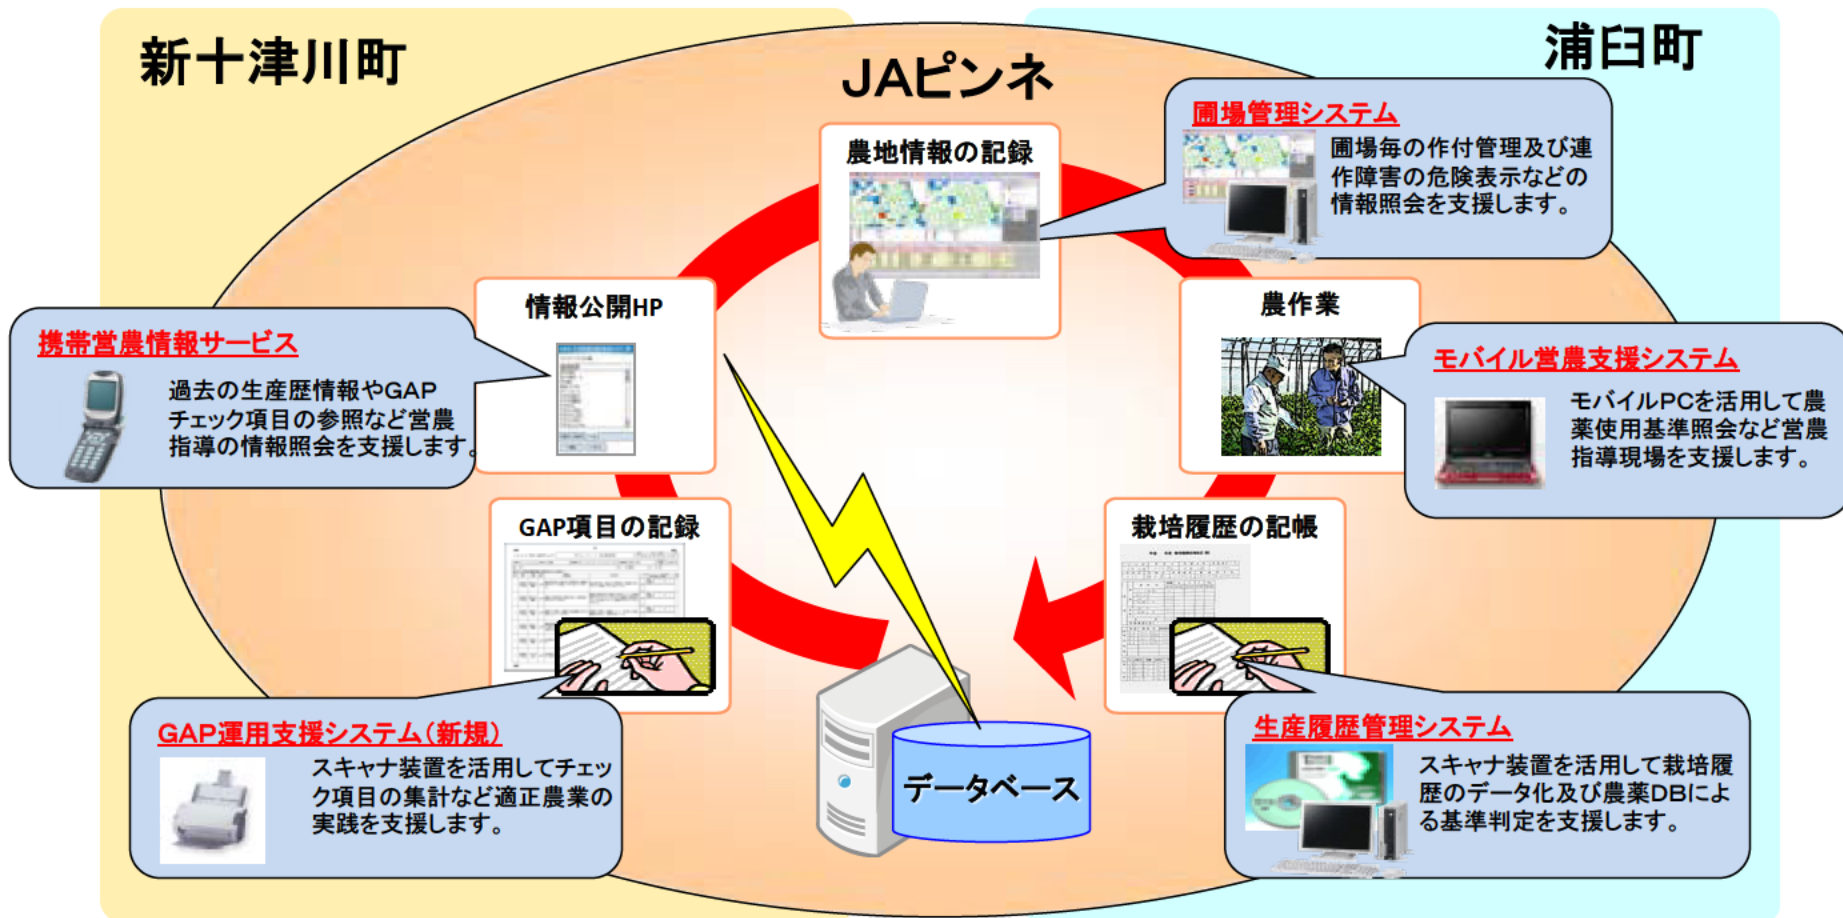 新十津川町
浦臼町
JAピンネ
農地情報の記録
圃場管理システム
圃場毎の作付管理及び連
作障害の危険表示などの
情報照会を支援します。
情報公開HP
農作業
携帯営農情報サービス
過去の生産歴情報やGAP
チェック項目の参照など営農
指導の情報照会を支援します。
モバイル営農支援システム
モバイルPCを活用して農
薬使用基準照会など営農
指導現場を支援します。
GAP項目の記録
栽培履歴の記帳
GAP運用支援システム(新規)
スキャナ装置を活用してチェッ
ク項目の集計など適正農業の
実践を支援します。
データベース
生産履歴管理システム
スキャナ装置を活用して栽培履
歴のデータ化及び農薬DBによ
る基準判定を支援します。